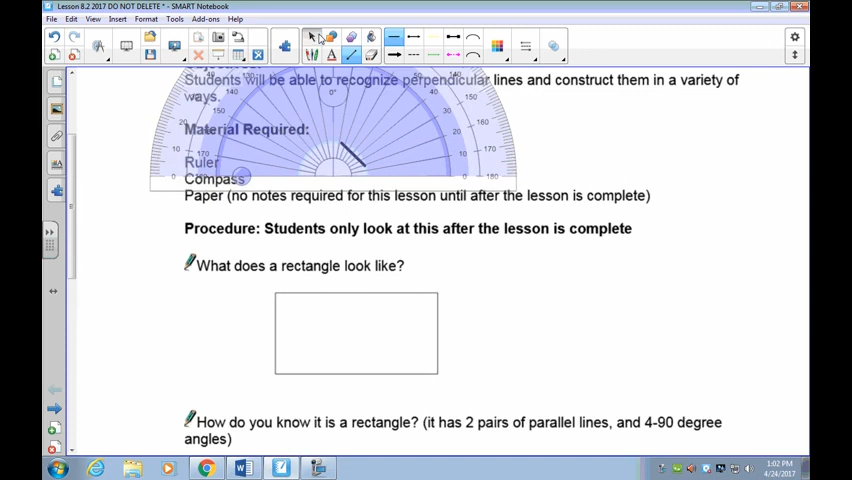 Lesson 8.2 2017 DO NOT DELETE * - SMART Notebook
File Edit View Insert Format Tools Add-ons Help
Students will be able to recognize perpendicular lines and construct them in a variety of
ways.
Material Required:
Ruler
Compass
Paper (no notes required for this lesson until after the lesson is complete)
Procedure: Students only look at this after the lesson is complete
What does a rectangle look like?
How do you know it is a rectangle? (it has 2 pairs of parallel lines, and 4-90 degree
angles)
1:02 PM
4/24/2017